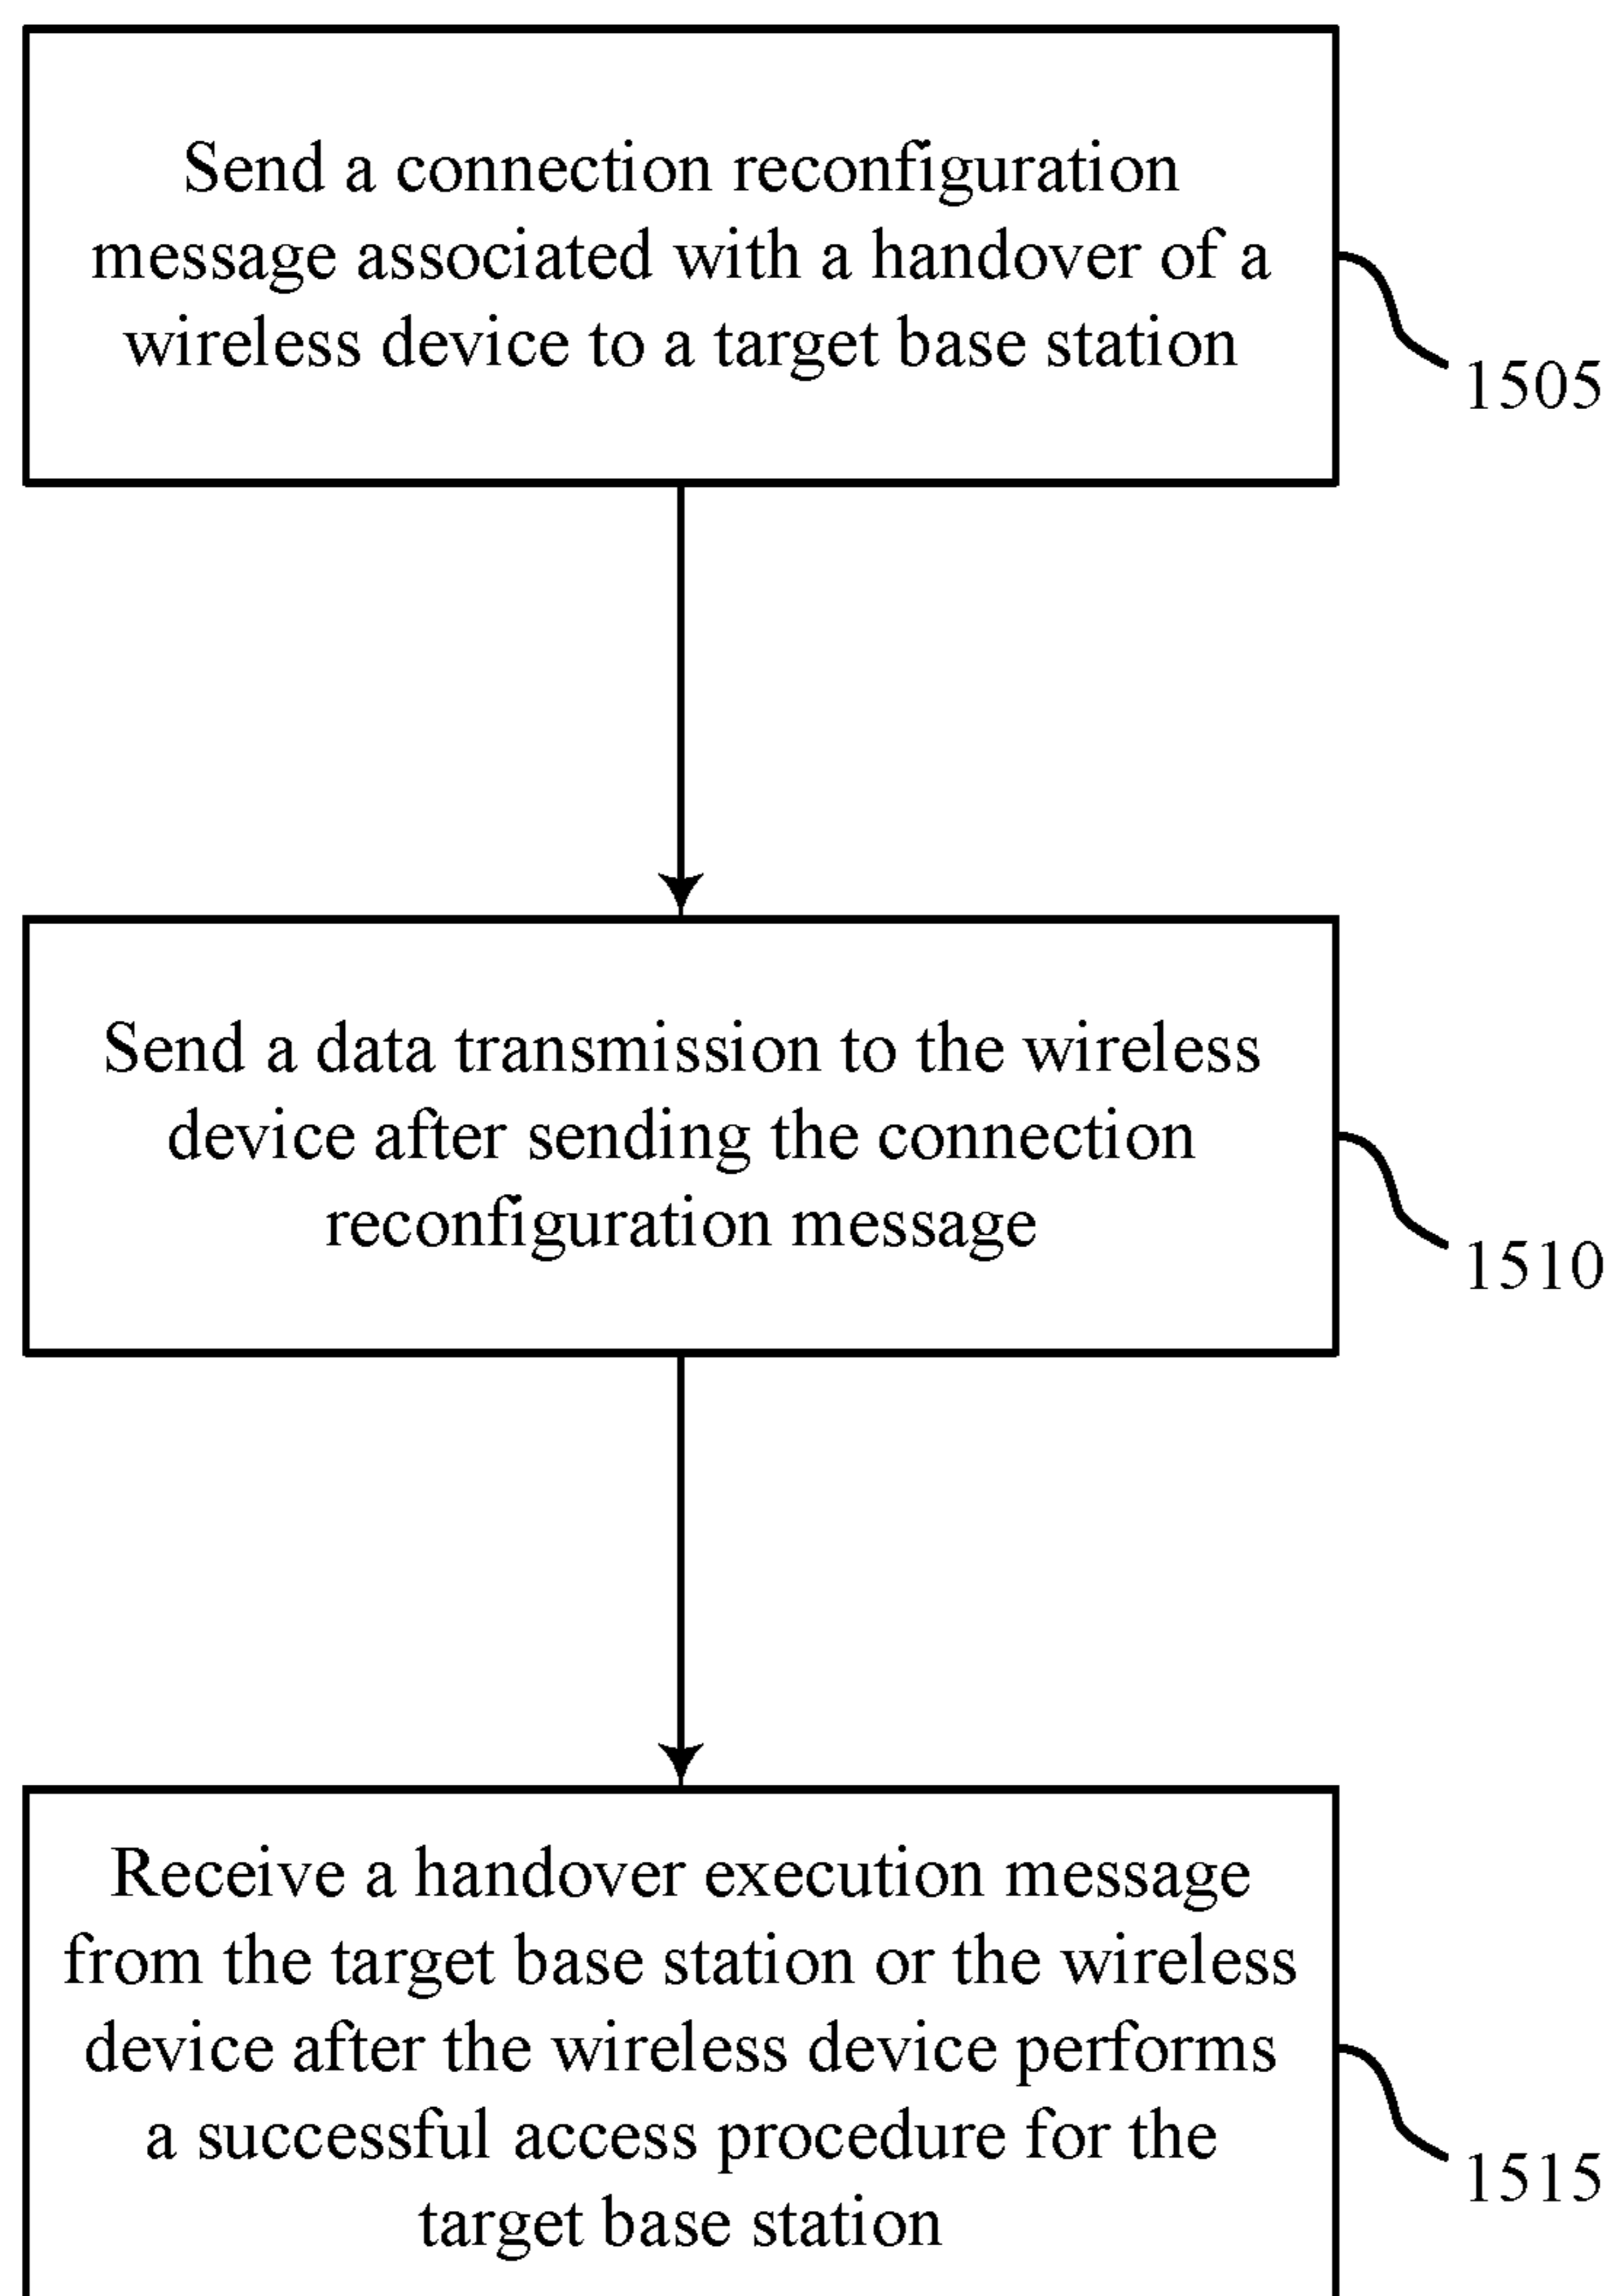 Send a connection reconfiguration
message associated with a handover of a
wireless device to a target base station
1505
Send a data transmission to the wireless
device after sending the connection
reconfiguration message
1510
Receive a handover execution message
from the target base station or the wireless
device after the wireless device performs
a successful access procedure for the
target base station
1515